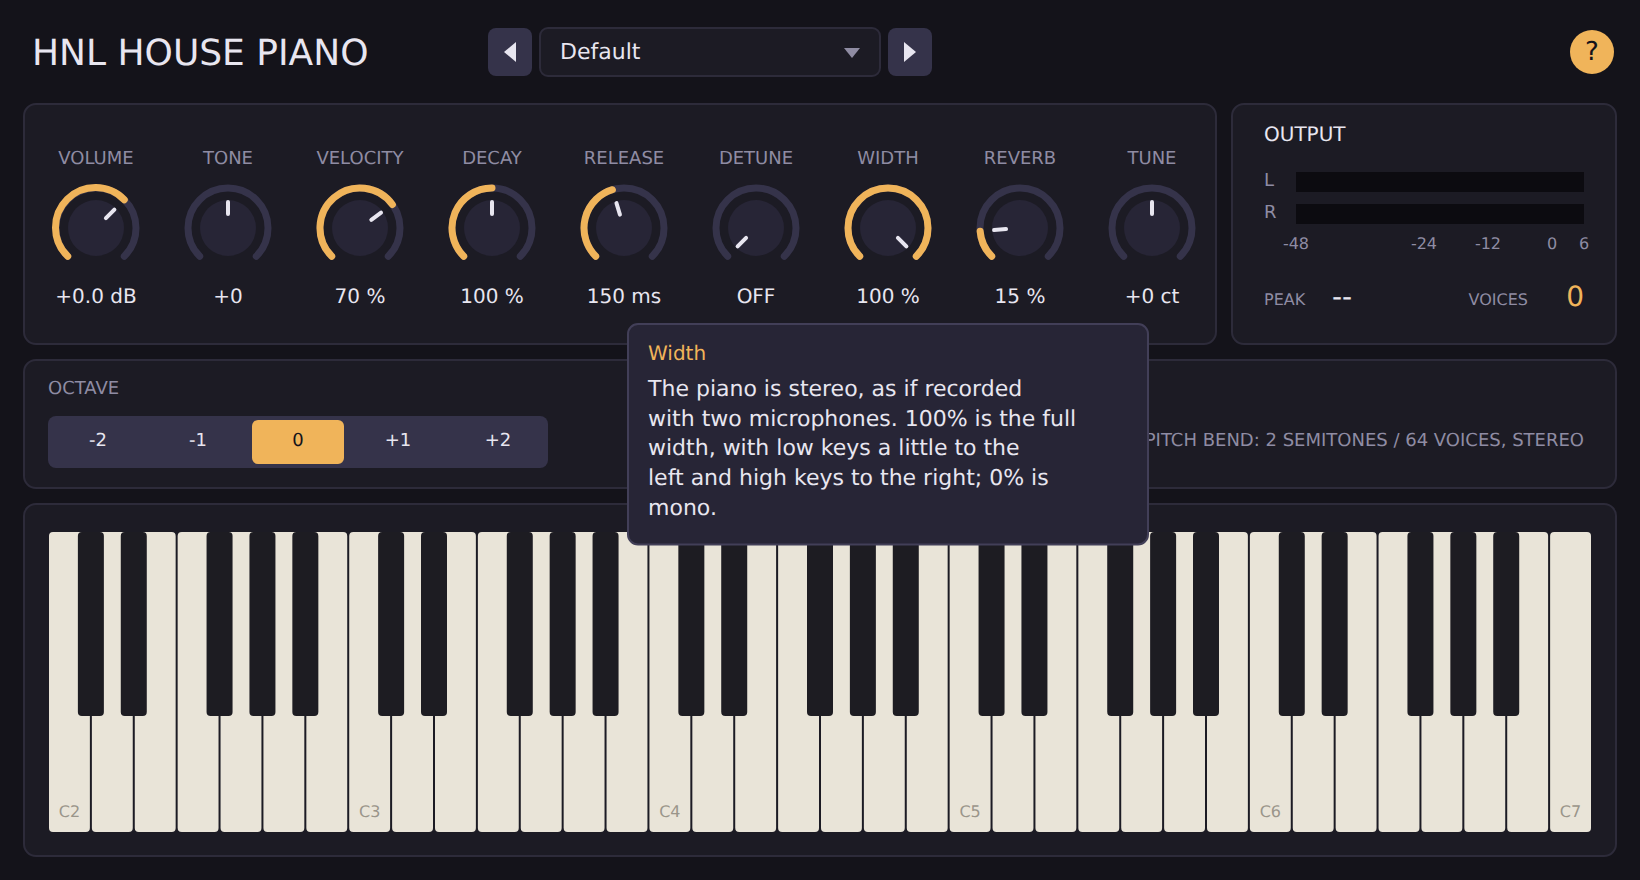 HNL HOUSE PIANO
Default
?
VOLUME TONE VELOCITY DECAY RELEASE DETUNE WIDTH REVERB TUNE
+0.0 dB +0 70 % 100 % 150 ms OFF 100 % 15 % +0 ct
OUTPUT
L
R
-48 -24 -12 0 6
PEAK -- VOICES 0
OCTAVE
-2 -1 0 +1 +2
PITCH BEND: 2 SEMITONES / 64 VOICES, STEREO
Width
The piano is stereo, as if recorded
with two microphones. 100% is the full
width, with low keys a little to the
left and high keys to the right; 0% is
mono.
C2 C3 C4 C5 C6 C7